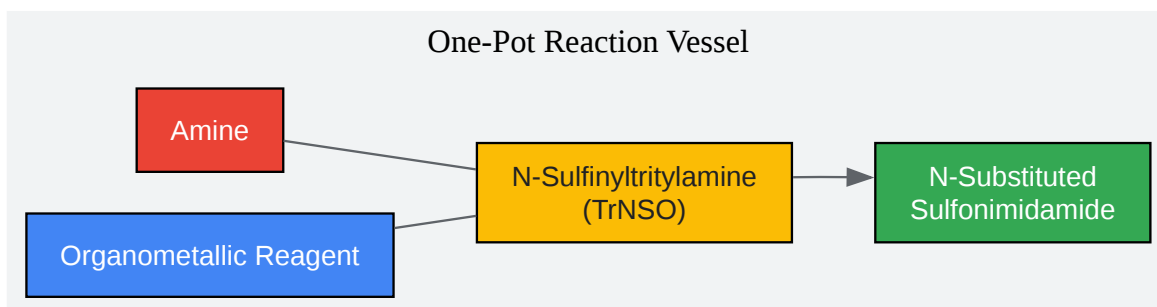 One-Pot Reaction Vessel
Amine
Organometallic Reagent
N-Sulfinyltritylamine
(TrNSO)
N-Substituted
Sulfonimidamide